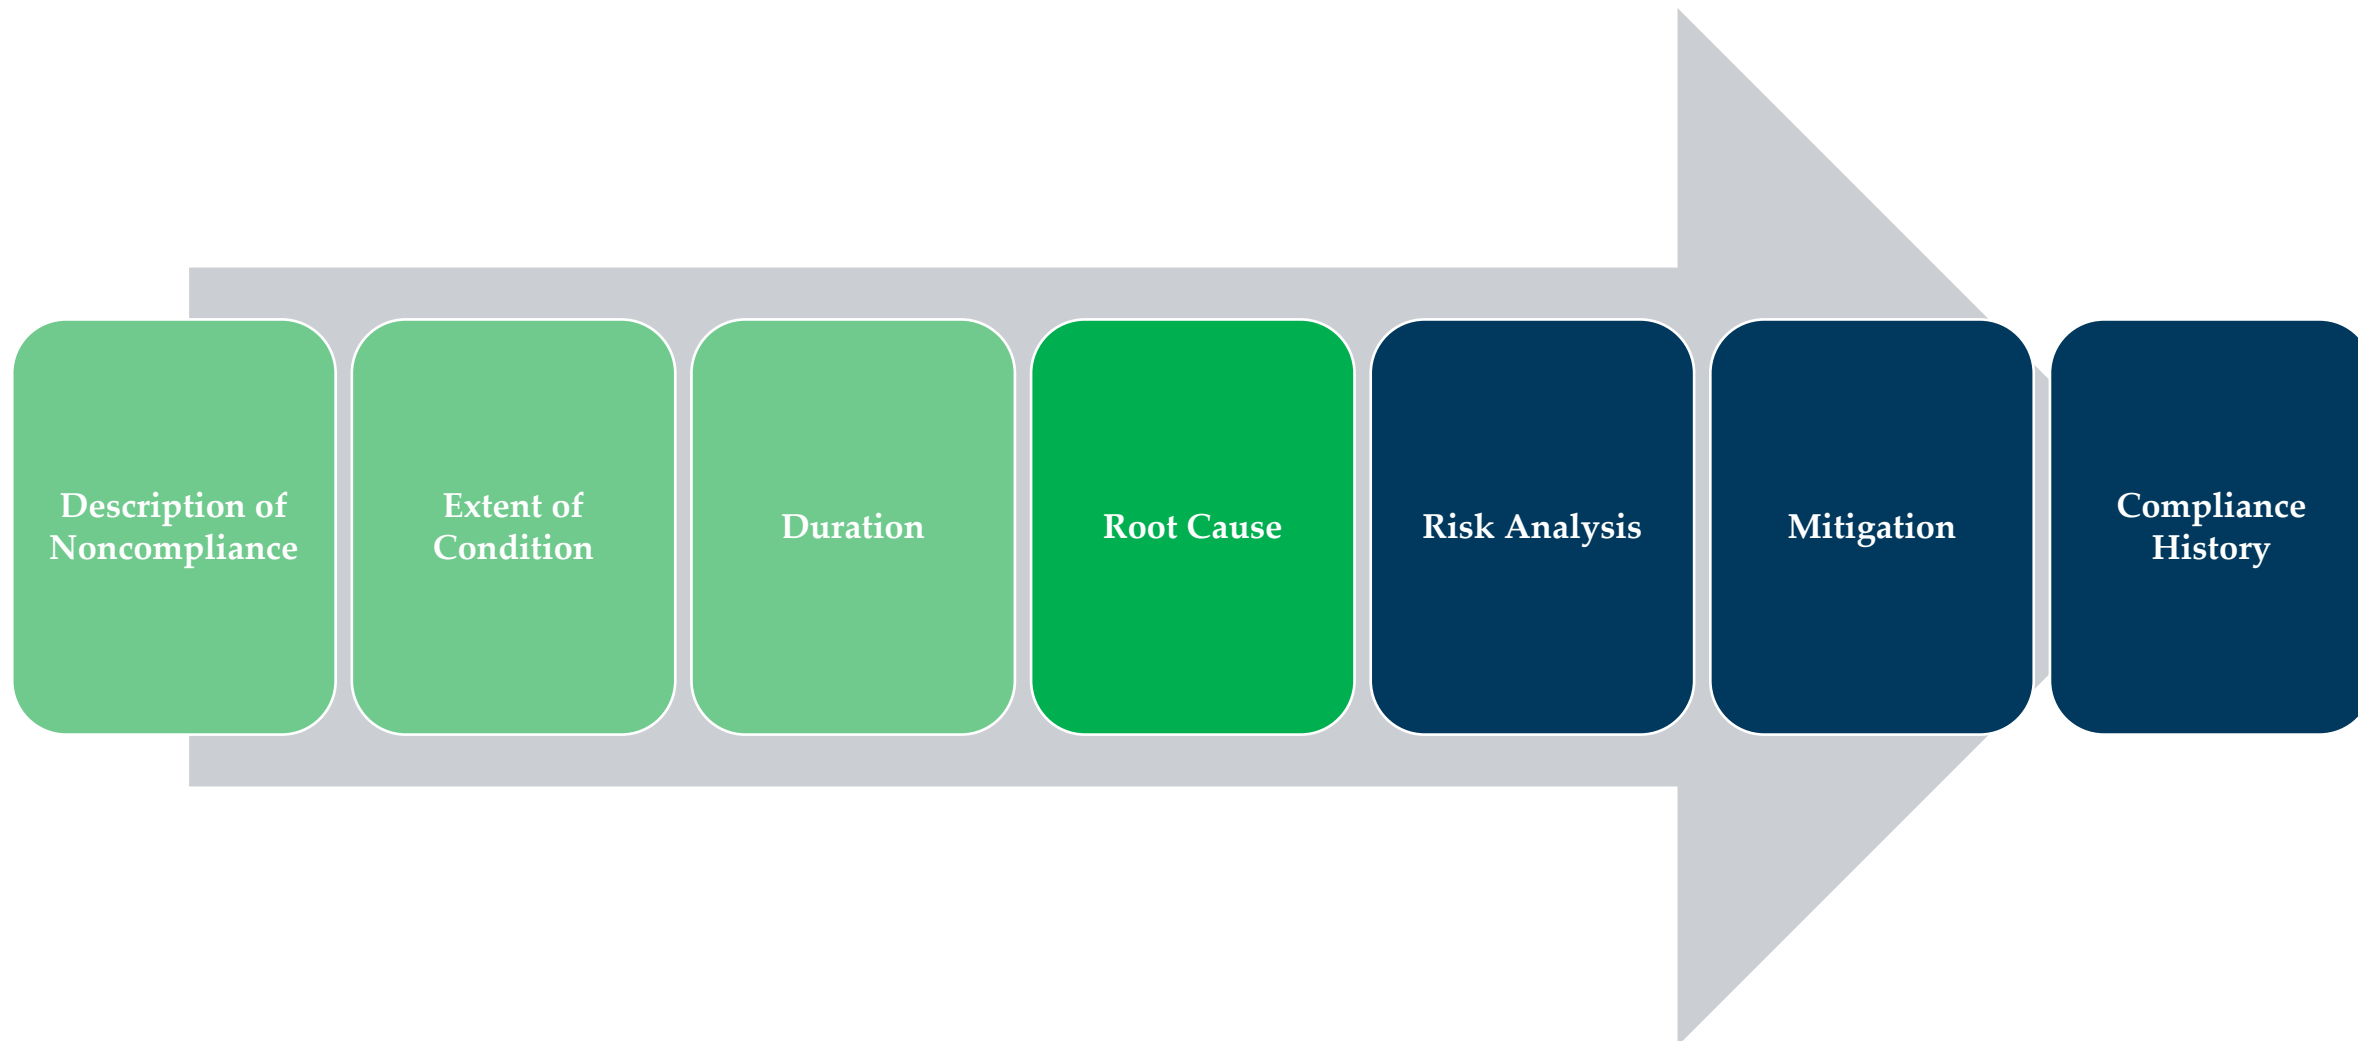 Description of
Noncompliance
Extent of
Condition
Duration
Root Cause
Risk Analysis
Mitigation
Compliance
History